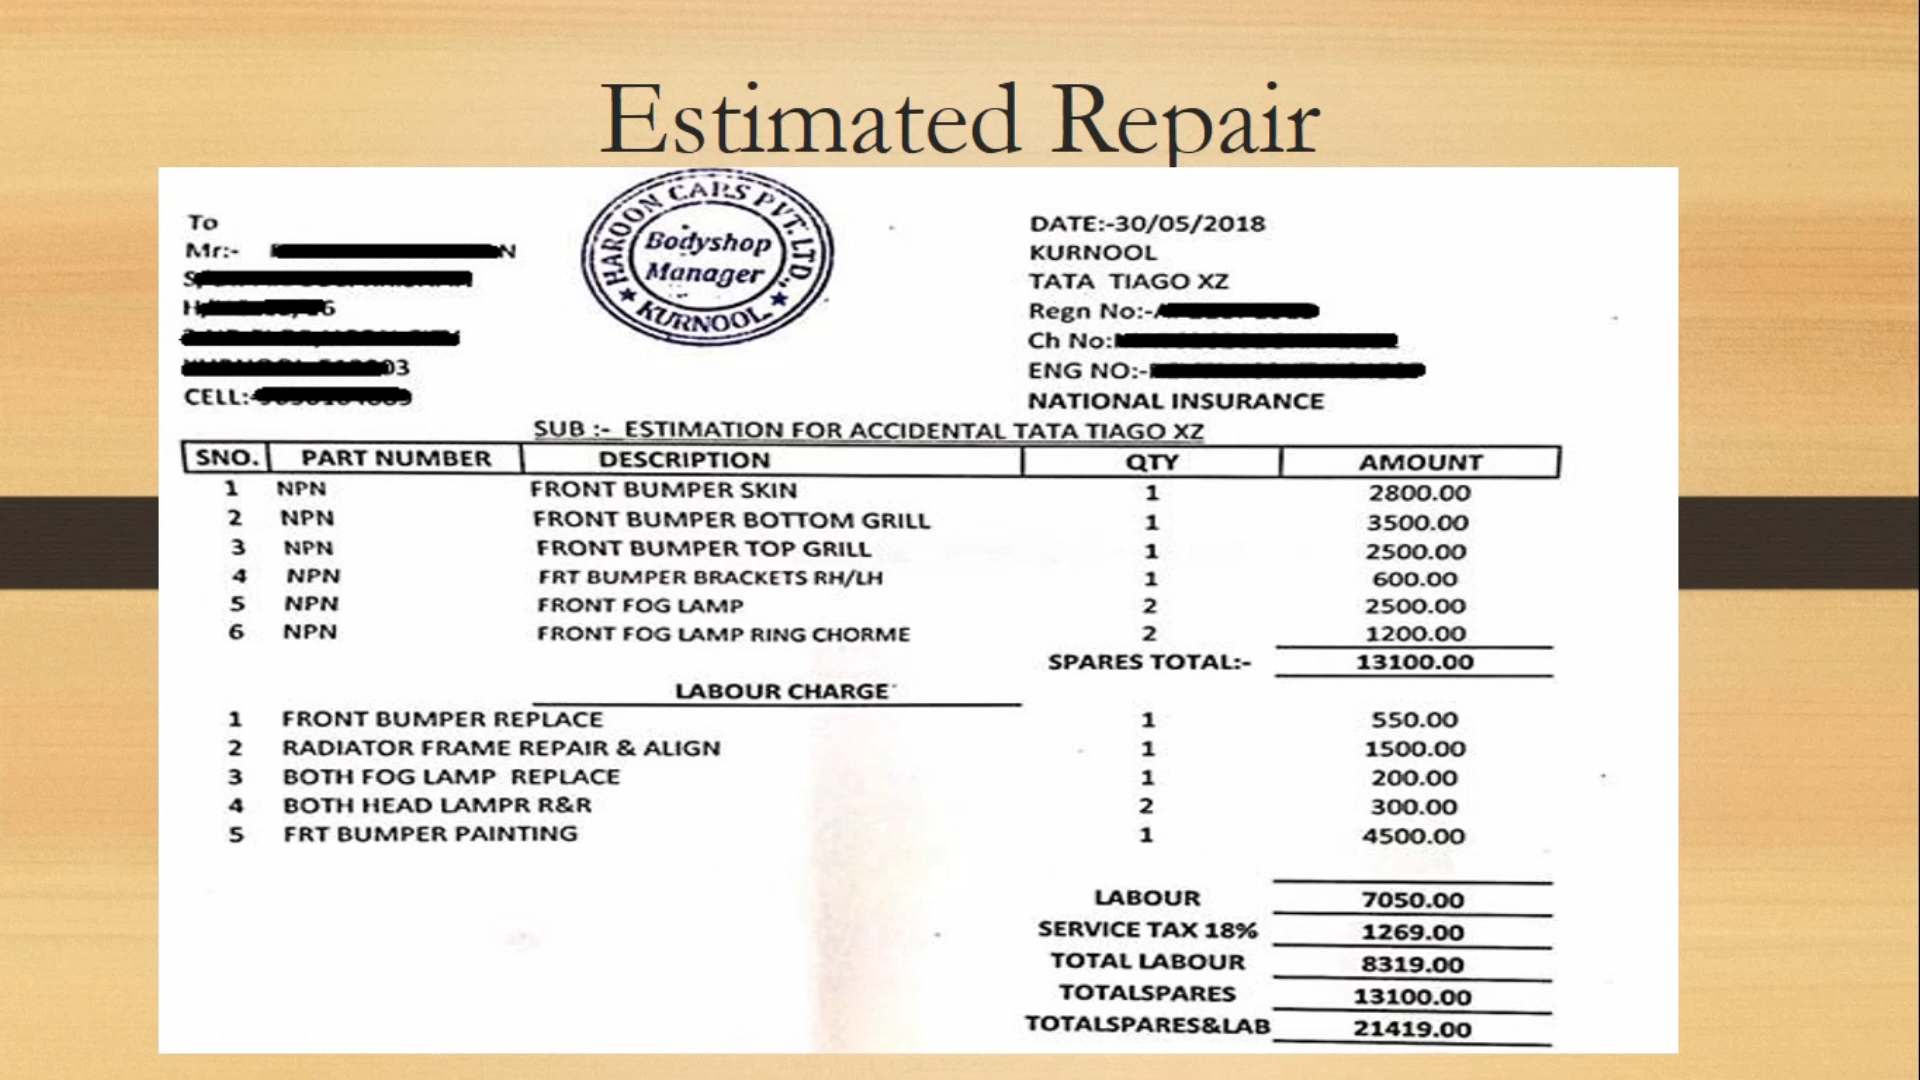 Estimated Repair
HAROON CARS PVT. LTD.,
Bodyshop
Manager
★ KURNOOL ★
To
Mr:- N
S
H/ 6
03
CELL:-
DATE:-30/05/2018
KURNOOL
TATA TIAGO XZ
Regn No:-A
Ch No:
ENG NO:-
NATIONAL INSURANCE
SUB :- ESTIMATION FOR ACCIDENTAL TATA TIAGO XZ
SNO. PART NUMBER DESCRIPTION QTY AMOUNT
1 NPN FRONT BUMPER SKIN 1 2800.00
2 NPN FRONT BUMPER BOTTOM GRILL 1 3500.00
3 NPN FRONT BUMPER TOP GRILL 1 2500.00
4 NPN FRT BUMPER BRACKETS RH/LH 1 600.00
5 NPN FRONT FOG LAMP 2 2500.00
6 NPN FRONT FOG LAMP RING CHORME 2 1200.00
SPARES TOTAL:- 13100.00
LABOUR CHARGE
1 FRONT BUMPER REPLACE 1 550.00
2 RADIATOR FRAME REPAIR & ALIGN 1 1500.00
3 BOTH FOG LAMP REPLACE 1 200.00
4 BOTH HEAD LAMPR R&R 2 300.00
5 FRT BUMPER PAINTING 1 4500.00
LABOUR 7050.00
SERVICE TAX 18% 1269.00
TOTAL LABOUR 8319.00
TOTALSPARES 13100.00
TOTALSPARES&LAB 21419.00